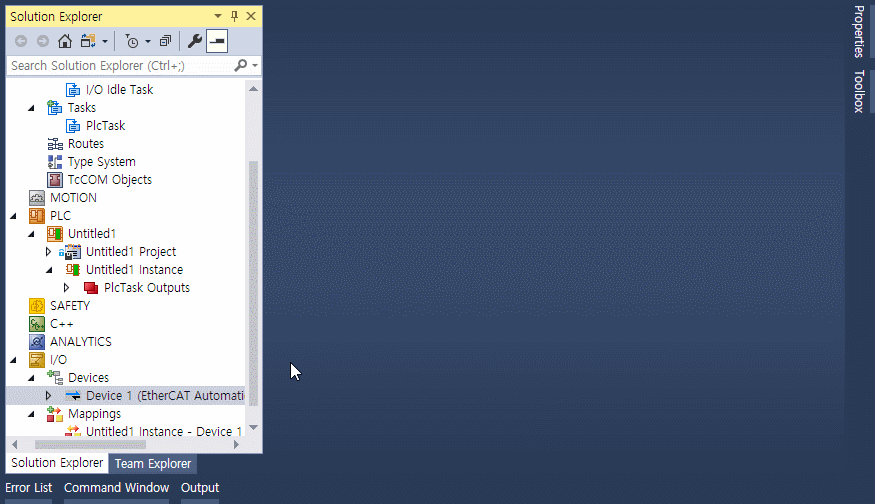 Solution Explorer
Properties
Toolbox
Search Solution Explorer (Ctrl+;)
I/O Idle Task
Tasks
PlcTask
Routes
Type System
TcCOM Objects
MOTION
PLC
Untitled1
Untitled1 Project
Untitled1 Instance
PlcTask Outputs
SAFETY
C++
ANALYTICS
I/O
Devices
Device 1 (EtherCAT Automati
Mappings
Untitled1 Instance - Device 1
Solution Explorer
Team Explorer
Error List
Command Window
Output